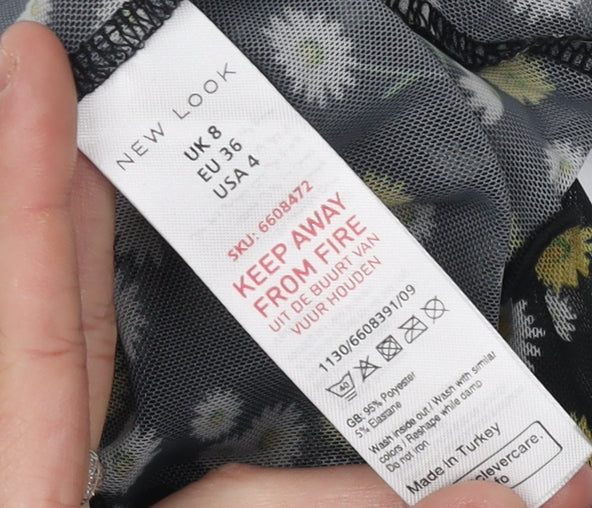 NEW LOOK
UK 8
EU 36
USA 4
SKU: 6608472
KEEP AWAY
FROM FIRE
UIT DE BUURT VAN
VUUR HOUDEN
1130/6608391/09
40
GB: 95% Polyester
5% Elastane
Wash inside out / Wash with similar
colors / Reshape while damp
Do not iron
Made in Turkey
clevercare.